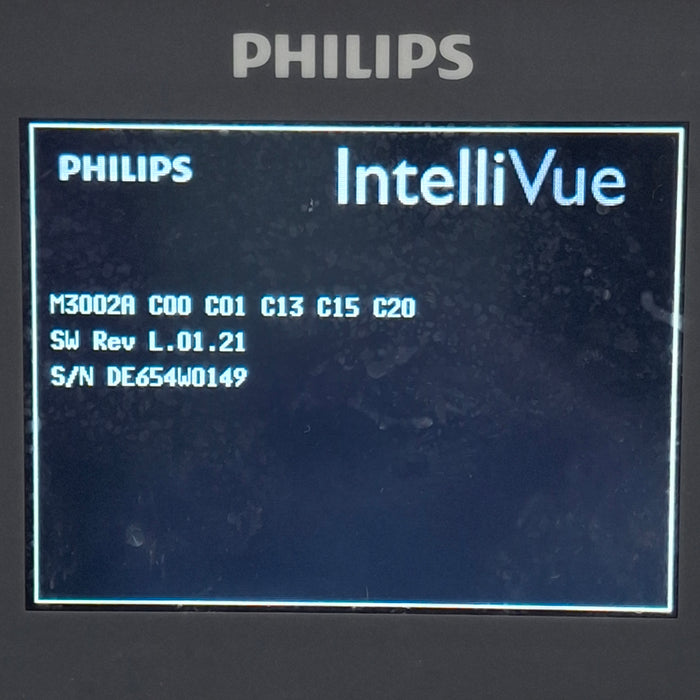 PHILIPS
PHILIPS IntelliVue
M3002A C00 C01 C13 C15 C20
SW Rev L.01.21
S/N DE654W0149